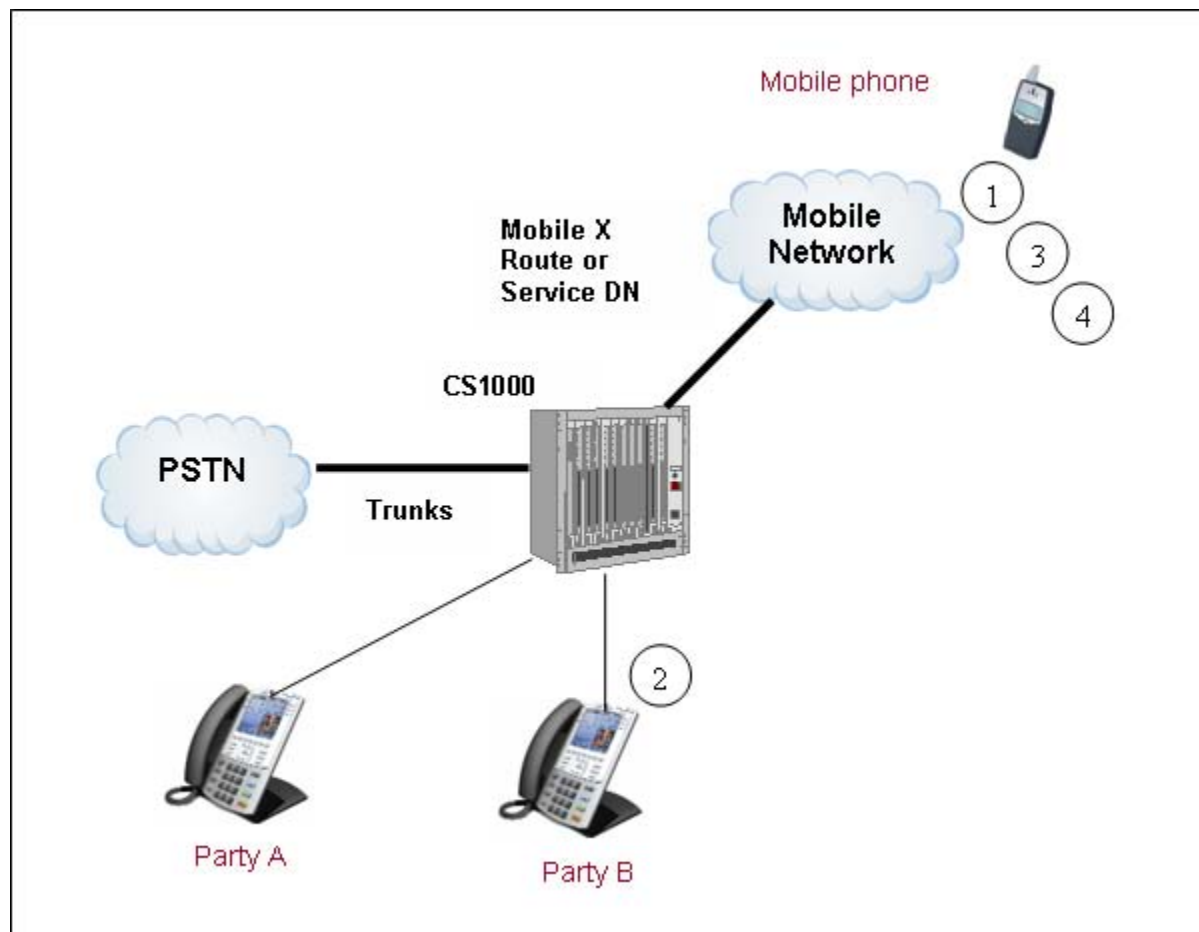 Mobile phone
1
Mobile
Network
3
4
Mobile X
Route or
Service DN
CS1000
PSTN
Trunks
2
Party A
Party B